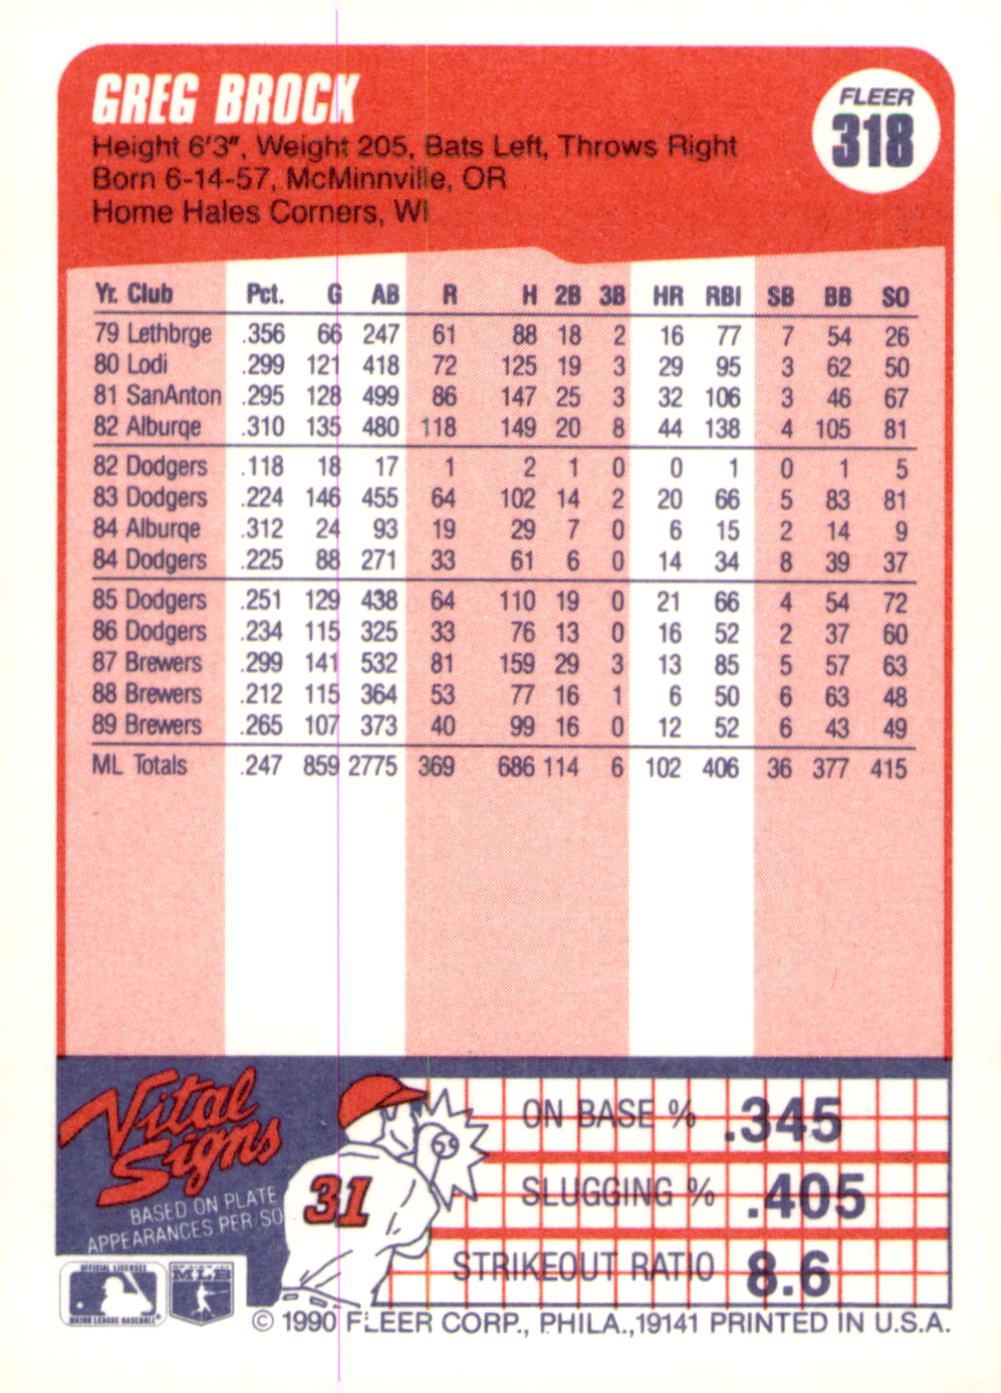 GREG BROCK
FLEER
318
Height 6'3", Weight 205, Bats Left, Throws Right
Born 6-14-57, McMinnville, OR
Home Hales Corners, WI
Yr. Club Pct. G AB R H 2B 3B HR RBI SB BB SO
79 Lethbrge .356 66 247 61 88 18 2 16 77 7 54 26
80 Lodi .299 121 418 72 125 19 3 29 95 3 62 50
81 SanAnton .295 128 499 86 147 25 3 32 106 3 46 67
82 Alburqe .310 135 480 118 149 20 8 44 138 4 105 81
82 Dodgers .118 18 17 1 2 1 0 0 1 0 1 5
83 Dodgers .224 146 455 64 102 14 2 20 66 5 83 81
84 Alburqe .312 24 93 19 29 7 0 6 15 2 14 9
84 Dodgers .225 88 271 33 61 6 0 14 34 8 39 37
85 Dodgers .251 129 438 64 110 19 0 21 66 4 54 72
86 Dodgers .234 115 325 33 76 13 0 16 52 2 37 60
87 Brewers .299 141 532 81 159 29 3 13 85 5 57 63
88 Brewers .212 115 364 53 77 16 1 6 50 6 63 48
89 Brewers .265 107 373 40 99 16 0 12 52 6 43 49
ML Totals .247 859 2775 369 686 114 6 102 406 36 377 415
Vital
Signs
BASED ON PLATE
APPEARANCES PER SO
31
ON BASE % .345
SLUGGING % .405
STRIKEOUT RATIO 8.6
OFFICIAL LICENSEE
MAJOR LEAGUE BASEBALL®
MLB
© 1990 FLEER CORP., PHILA.,19141 PRINTED IN U.S.A.